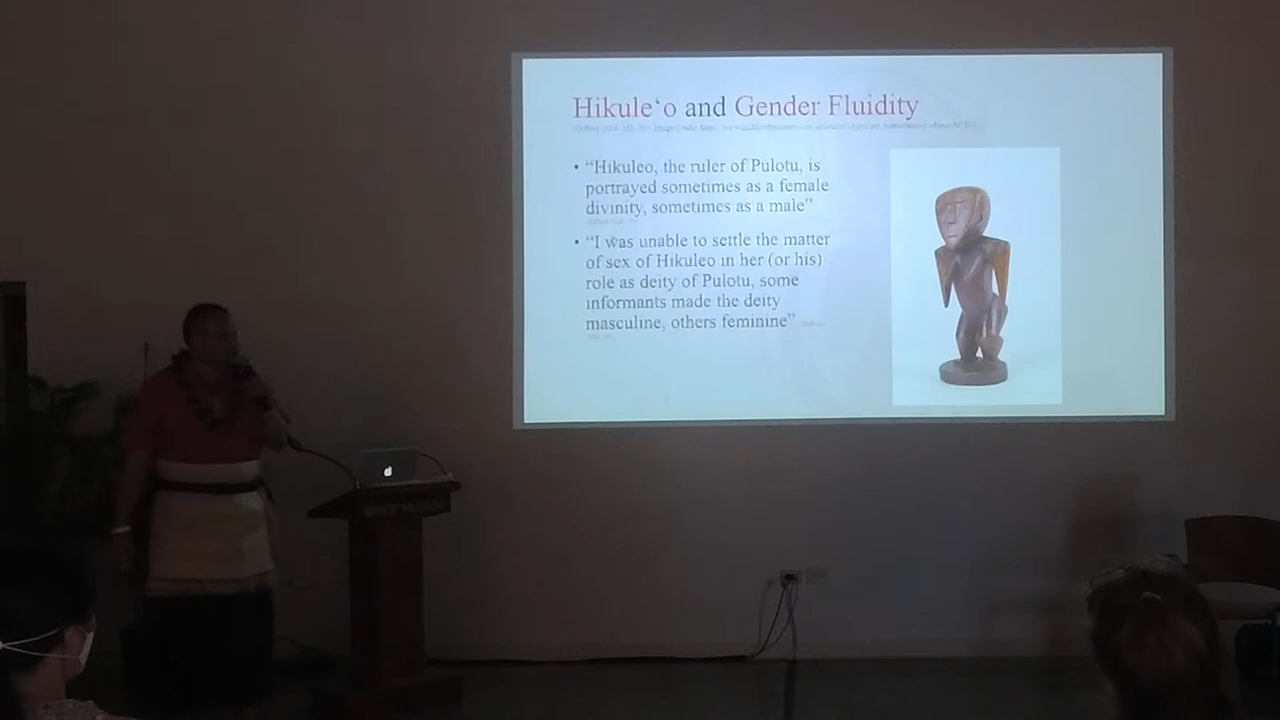 Hikule‘o and Gender Fluidity
• “Hikuleo, the ruler of Pulotu, is
portrayed sometimes as a female
divinity, sometimes as a male”
• “I was unable to settle the matter
of sex of Hikuleo in her (or his)
role as deity of Pulotu, some
informants made the deity
masculine, others feminine”